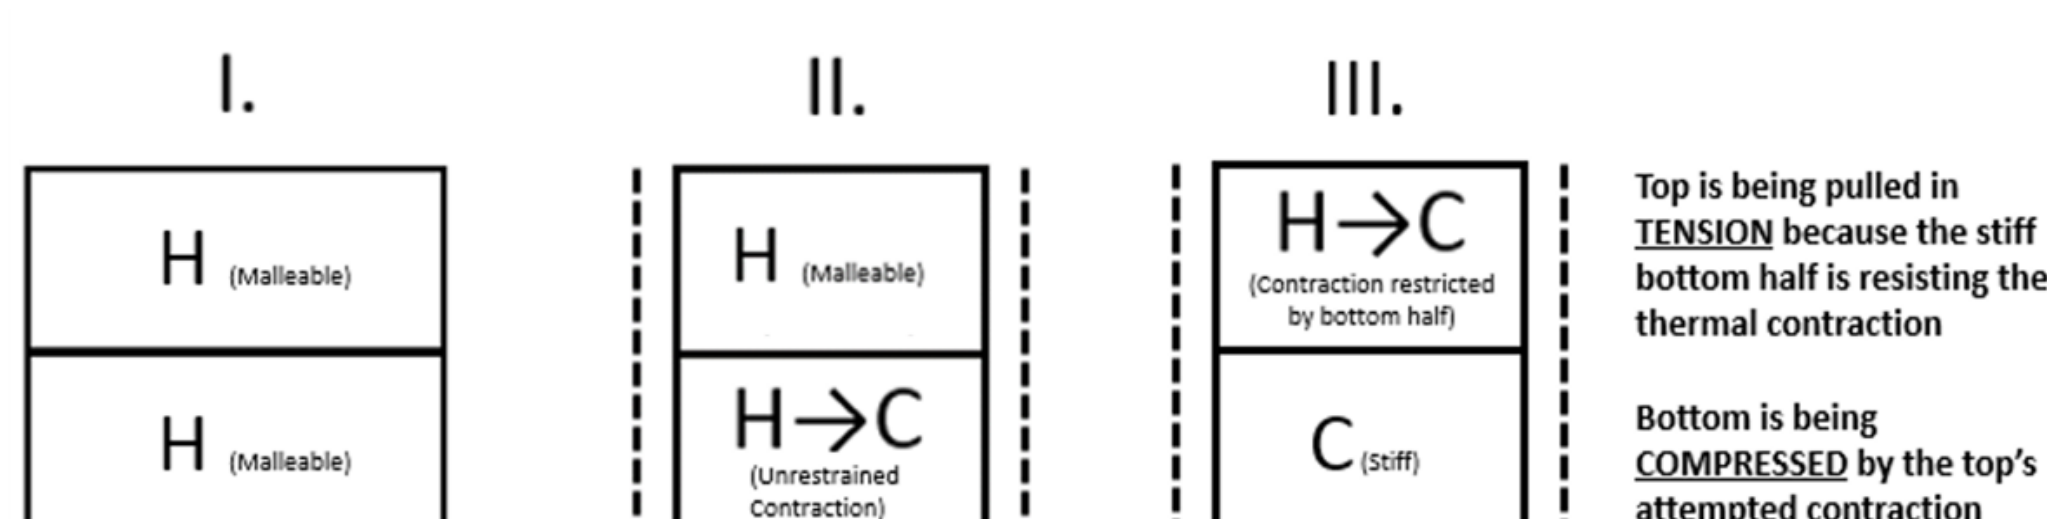 I.
II.
III.
H (Malleable)
H (Malleable)
H→C
(Contraction restricted
by bottom half)
Top is being pulled in
TENSION because the stiff
bottom half is resisting the
thermal contraction
H (Malleable)
H→C
(Unrestrained
Contraction)
C (Stiff)
Bottom is being
COMPRESSED by the top's
attempted contraction